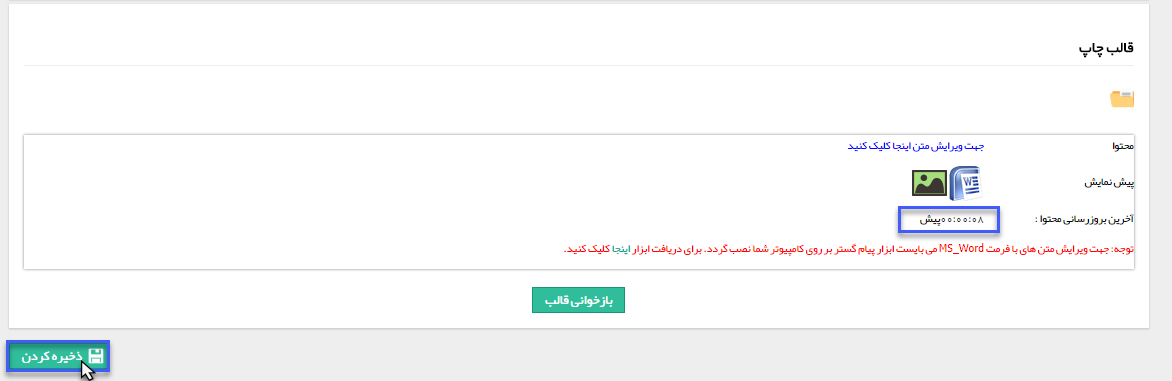 قالب چاپ
محتوا جهت ویرایش متن اینجا کلیک کنید
پیش نمایش
آخرین بروزرسانی محتوا : ۰۰:۰۰:۰۸پیش
توجه: جهت ویرایش متن های با فرمت MS_Word می بایست ابزار پیام گستر بر روی کامپیوتر شما نصب گردد. برای دریافت ابزار اینجا کلیک کنید.
بازخوانی قالب
ذخیره کردن